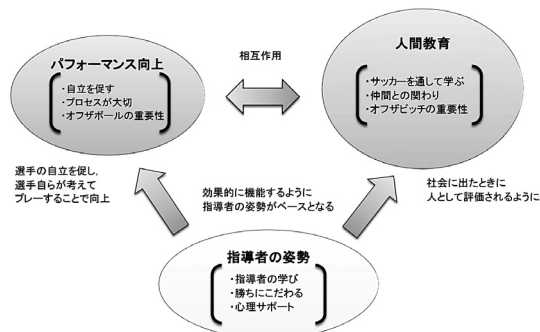 パフォーマンス向上
・自立を促す
・プロセスが大切
・オフザボールの重要性
相互作用
人間教育
・サッカーを通して学ぶ
・仲間との関わり
・オフザピッチの重要性
選手の自立を促し,
選手自らが考えて
プレーすることで向上
効果的に機能するように
指導者の姿勢がベースとなる
社会に出たときに
人として評価されるように
指導者の姿勢
・指導者の学び
・勝ちにこだわる
・心理サポート